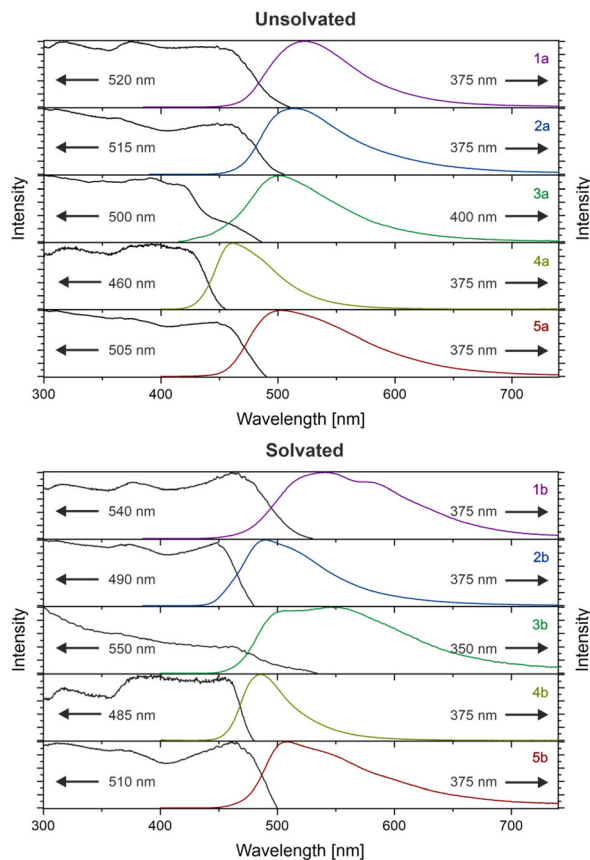 Unsolvated
1a
520 nm 375 nm
2a
515 nm 375 nm
3a
500 nm 400 nm
4a
460 nm 375 nm
5a
505 nm 375 nm
Intensity
Intensity
300 400 500 600 700
Wavelength [nm]
Solvated
1b
540 nm 375 nm
2b
490 nm 375 nm
3b
550 nm 350 nm
4b
485 nm 375 nm
5b
510 nm 375 nm
Intensity
Intensity
300 400 500 600 700
Wavelength [nm]